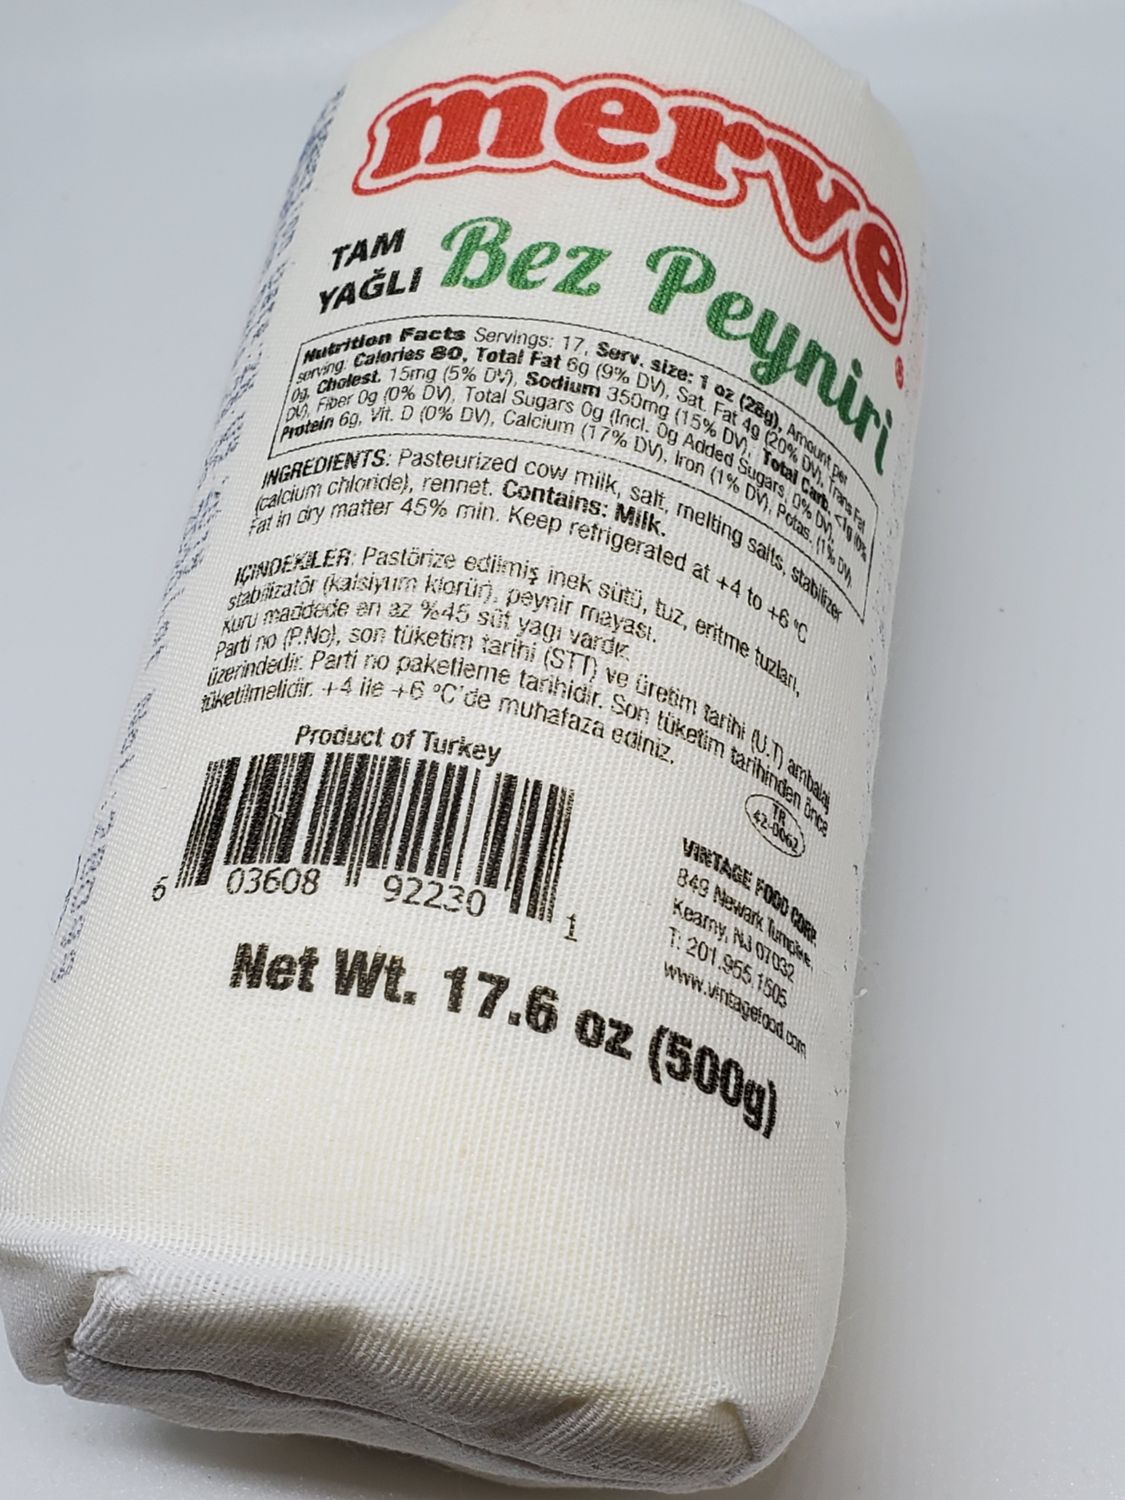 merve®
TAM
YAĞLI
Bez Peyniri
Nutrition Facts Servings: 17, Serv. size: 1 oz (28g), Amount per
serving: Calories 80, Total Fat 6g (9% DV), Sat. Fat 4g (20% DV), Trans Fat
0g, Cholest. 15mg (5% DV), Sodium 350mg (15% DV), Total Carb. <1g (0%
DV), Fiber 0g (0% DV), Total Sugars 0g (Incl. 0g Added Sugars, 0% DV),
Protein 6g, Vit. D (0% DV), Calcium (17% DV), Iron (1% DV), Potas. (1% DV).
INGREDIENTS: Pasteurized cow milk, salt, melting salts, stabilizer
(calcium chloride), rennet. Contains: Milk.
Fat in dry matter 45% min. Keep refrigerated at +4 to +6 °C
İÇİNDEKİLER: Pastörize edilmiş inek sütü, tuz, eritme tuzları,
stabilizatör (kalsiyum klorür), peynir mayası.
Kuru maddede en az %45 süt yağı vardır.
Parti no (P.No), son tüketim tarihi (STT) ve üretim tarihi (U.T) ambalaj
üzerindedir. Parti no paketleme tarihidir. Son tüketim tarihinden önce
tüketilmelidir. +4 ile +6 °C'de muhafaza ediniz.
Product of Turkey
6 03608 92230 1
TR
42-0062
VINTAGE FOOD CORP.
849 Newark Turnpike,
Kearny, NJ 07032
T: 201.955.1505
www.vintagefood.com
Net Wt. 17.6 oz (500g)